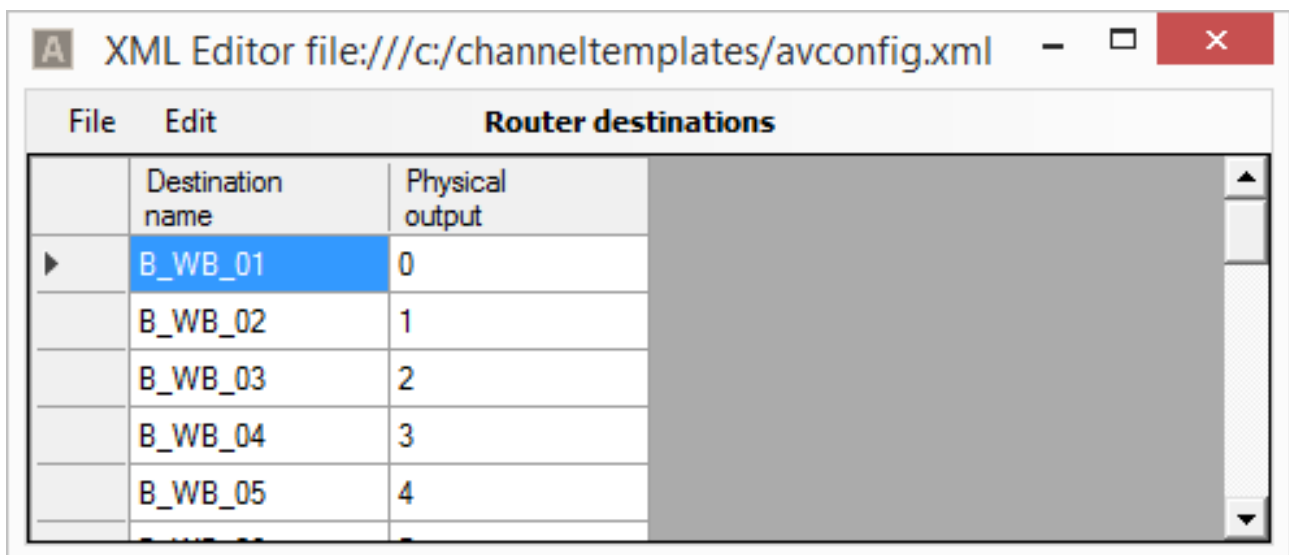 A XML Editor file:///c:/channeltemplates/avconfig.xml
File Edit Router destinations
Destination name Physical output
B_WB_01 0
B_WB_02 1
B_WB_03 2
B_WB_04 3
B_WB_05 4